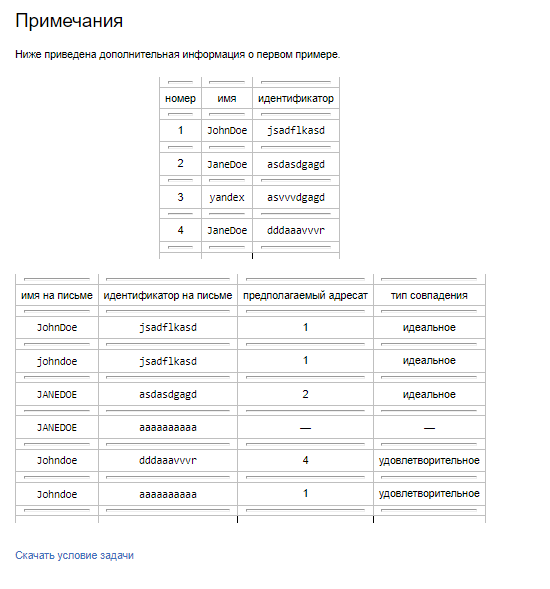 Примечания
Ниже приведена дополнительная информация о первом примере.
номер имя идентификатор
1 JohnDoe jsadflkasd
2 JaneDoe asdasdgagd
3 yandex asvvvdgagd
4 JaneDoe dddaaavvvr
имя на письме идентификатор на письме предполагаемый адресат тип совпадения
JohnDoe jsadflkasd 1 идеальное
johndoe jsadflkasd 1 идеальное
JANEDOE asdasdgagd 2 идеальное
JANEDOE aaaaaaaaaa — —
Johndoe dddaaavvvr 4 удовлетворительное
Johndoe aaaaaaaaaa 1 удовлетворительное
Скачать условие задачи